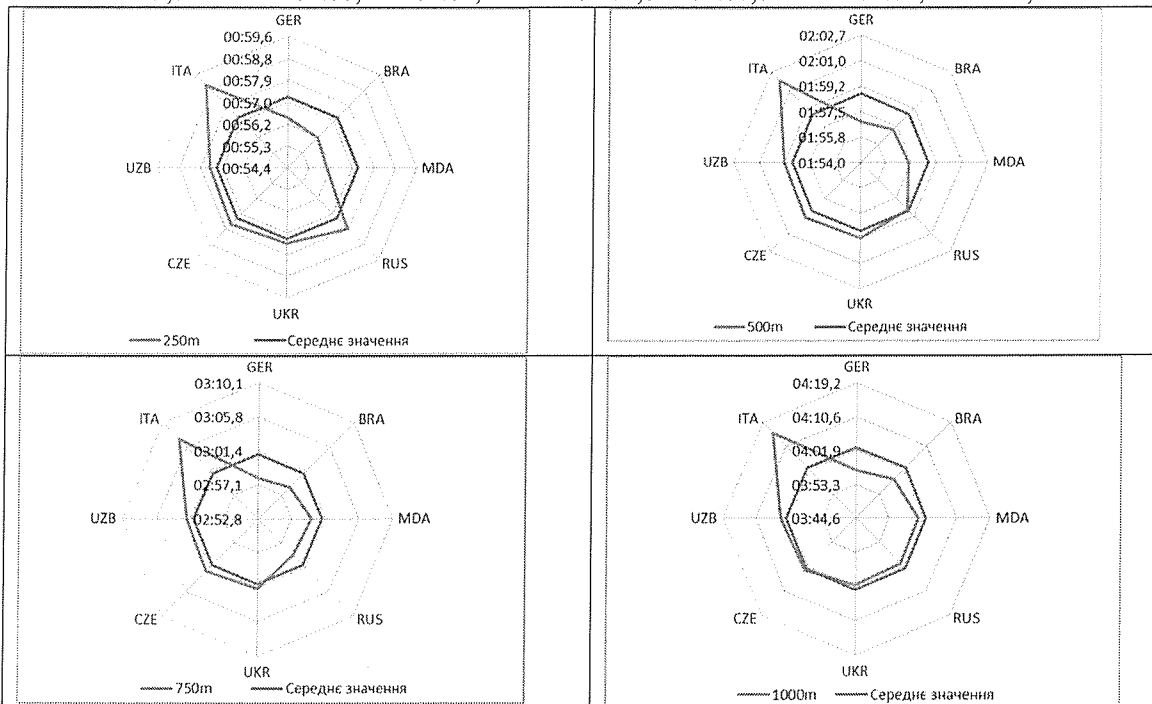 GER
00:59,6
00:58,8
ITA
BRA
00:57,9
00:57,0
00:56,2
00:55,3
UZB
00:54,4
MDA
CZE
RUS
UKR
250m
Середнє значення
GER
02:02,7
ITA
02:01,0
BRA
01:59,2
01:57,5
01:55,8
UZB
01:54,0
MDA
CZE
RUS
UKR
500m
Середнє значення
GER
03:10,1
ITA
03:05,8
BRA
03:01,4
02:57,1
UZB
02:52,8
MDA
CZE
RUS
UKR
750m
Середнє значення
GER
04:19,2
ITA
04:10,6
BRA
04:01,9
03:53,3
UZB
03:44,6
MDA
CZE
RUS
UKR
1000m
Середнє значення